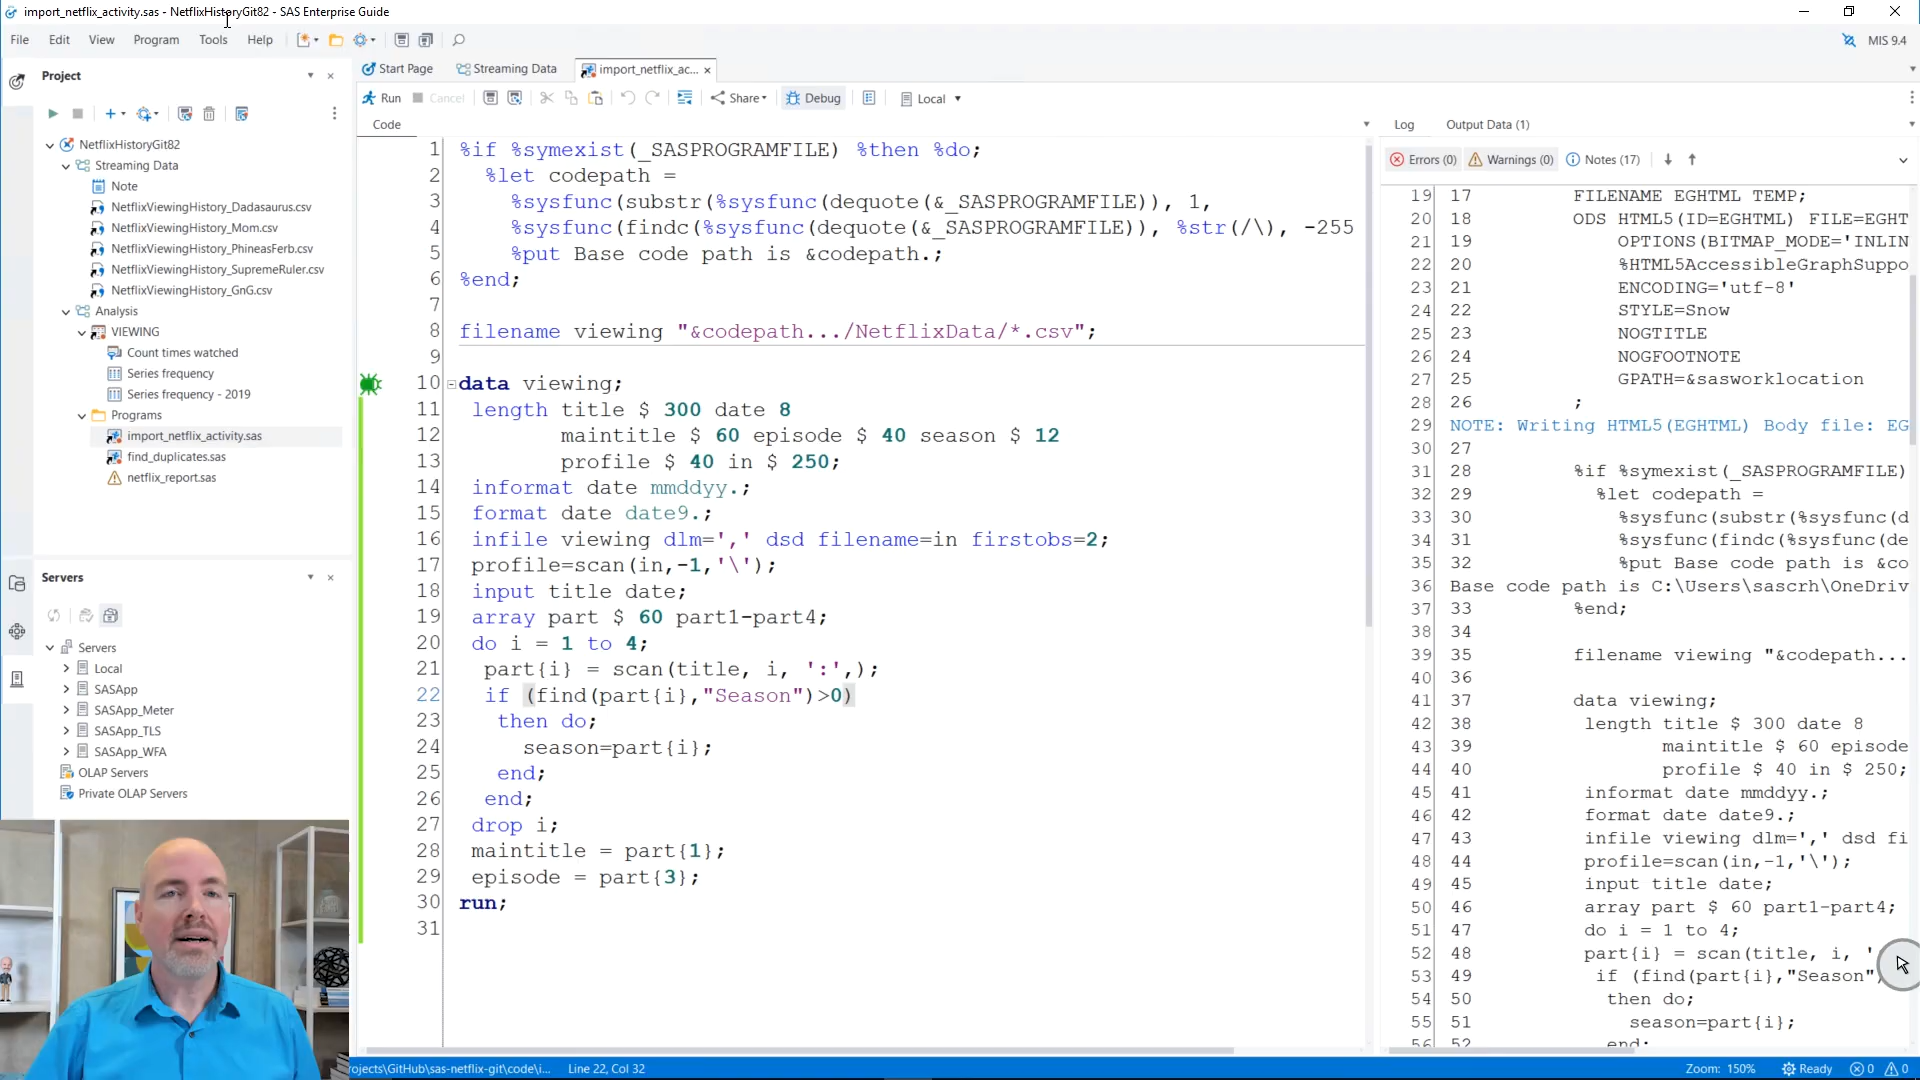 import_netflix_activity.sas - NetflixHistoryGit82 - SAS Enterprise Guide
File Edit View Program Tools Help
MIS 9.4
Project
NetflixHistoryGit82
Streaming Data
Note
NetflixViewingHistory_Dadasaurus.csv
NetflixViewingHistory_Mom.csv
NetflixViewingHistory_PhineasFerb.csv
NetflixViewingHistory_SupremeRuler.csv
NetflixViewingHistory_GnG.csv
Analysis
VIEWING
Count times watched
Series frequency
Series frequency - 2019
Programs
import_netflix_activity.sas
find_duplicates.sas
netflix_report.sas
Servers
Servers
Local
SASApp
SASApp_Meter
SASApp_TLS
SASApp_WFA
OLAP Servers
Private OLAP Servers
Start Page Streaming Data import_netflix_ac...
Run Cancel Share Debug Local
Code
1 %if %symexist(_SASPROGRAMFILE) %then %do;
2 %let codepath =
3 %sysfunc(substr(%sysfunc(dequote(&_SASPROGRAMFILE)), 1,
4 %sysfunc(findc(%sysfunc(dequote(&_SASPROGRAMFILE)), %str(/\), -255
5 %put Base code path is &codepath.;
6 %end;
7
8 filename viewing "&codepath.../NetflixData/*.csv";
9
10 data viewing;
11 length title $ 300 date 8
12 maintitle $ 60 episode $ 40 season $ 12
13 profile $ 40 in $ 250;
14 informat date mmddyy.;
15 format date date9.;
16 infile viewing dlm=',' dsd filename=in firstobs=2;
17 profile=scan(in,-1,'\');
18 input title date;
19 array part $ 60 part1-part4;
20 do i = 1 to 4;
21 part{i} = scan(title, i, ':',);
22 if (find(part{i},"Season")>0)
23 then do;
24 season=part{i};
25 end;
26 end;
27 drop i;
28 maintitle = part{1};
29 episode = part{3};
30 run;
31
Log Output Data (1)
Errors (0) Warnings (0) Notes (17)
19 17 FILENAME EGHTML TEMP;
20 18 ODS HTML5(ID=EGHTML) FILE=EGHT
21 19 OPTIONS(BITMAP_MODE='INLIN
22 20 %HTML5AccessibleGraphSuppo
23 21 ENCODING='utf-8'
24 22 STYLE=Snow
25 23 NOGTITLE
26 24 NOGFOOTNOTE
27 25 GPATH=&sasworklocation
28 26 ;
29 NOTE: Writing HTML5(EGHTML) Body file: EG
30 27
31 28 %if %symexist(_SASPROGRAMFILE)
32 29 %let codepath =
33 30 %sysfunc(substr(%sysfunc(d
34 31 %sysfunc(findc(%sysfunc(de
35 32 %put Base code path is &co
36 Base code path is C:\Users\sascrh\OneDriv
37 33 %end;
38 34
39 35 filename viewing "&codepath...
40 36
41 37 data viewing;
42 38 length title $ 300 date 8
43 39 maintitle $ 60 episode
44 40 profile $ 40 in $ 250;
45 41 informat date mmddyy.;
46 42 format date date9.;
47 43 infile viewing dlm=',' dsd fi
48 44 profile=scan(in,-1,'\');
49 45 input title date;
50 46 array part $ 60 part1-part4;
51 47 do i = 1 to 4;
52 48 part{i} = scan(title, i, '
53 49 if (find(part{i},"Season"
54 50 then do;
55 51 season=part{i};
56 52 end;
rojects\GitHub\sas-netflix-git\code\i... Line 22, Col 32
Zoom: 150% Ready 0 0